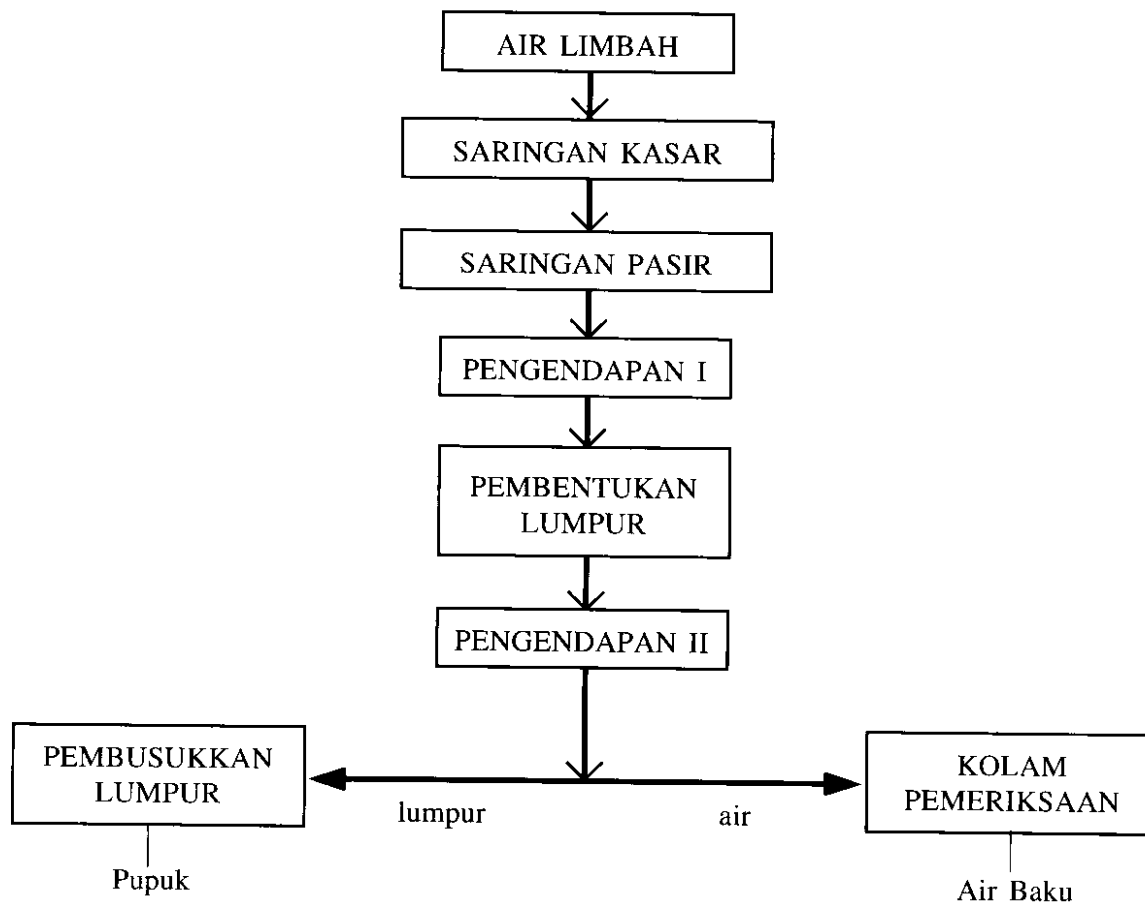 AIR LIMBAH
SARINGAN KASAR
SARINGAN PASIR
PENGENDAPAN I
PEMBENTUKAN
LUMPUR
PENGENDAPAN II
PEMBUSUKKAN
LUMPUR
lumpur
air
KOLAM
PEMERIKSAAN
Pupuk
Air Baku